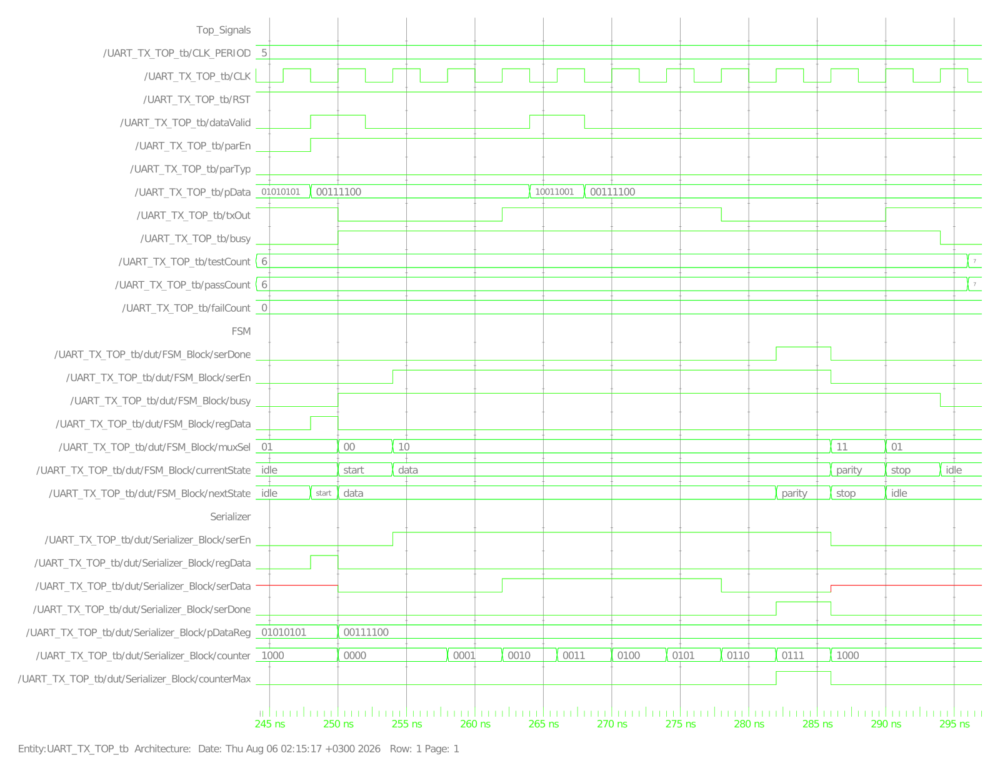 Top_Signals
/UART_TX_TOP_tb/CLK_PERIOD 5
/UART_TX_TOP_tb/CLK
/UART_TX_TOP_tb/RST
/UART_TX_TOP_tb/dataValid
/UART_TX_TOP_tb/parEn
/UART_TX_TOP_tb/parTyp
/UART_TX_TOP_tb/pData 01010101 00111100 10011001 00111100
/UART_TX_TOP_tb/txOut
/UART_TX_TOP_tb/busy
/UART_TX_TOP_tb/testCount 6 7
/UART_TX_TOP_tb/passCount 6 7
/UART_TX_TOP_tb/failCount 0
FSM
/UART_TX_TOP_tb/dut/FSM_Block/serDone
/UART_TX_TOP_tb/dut/FSM_Block/serEn
/UART_TX_TOP_tb/dut/FSM_Block/busy
/UART_TX_TOP_tb/dut/FSM_Block/regData
/UART_TX_TOP_tb/dut/FSM_Block/muxSel 01 00 10 11 01
/UART_TX_TOP_tb/dut/FSM_Block/currentState idle start data parity stop idle
/UART_TX_TOP_tb/dut/FSM_Block/nextState idle start data parity stop idle
Serializer
/UART_TX_TOP_tb/dut/Serializer_Block/serEn
/UART_TX_TOP_tb/dut/Serializer_Block/regData
/UART_TX_TOP_tb/dut/Serializer_Block/serData
/UART_TX_TOP_tb/dut/Serializer_Block/serDone
/UART_TX_TOP_tb/dut/Serializer_Block/pDataReg 01010101 00111100
/UART_TX_TOP_tb/dut/Serializer_Block/counter 1000 0000 0001 0010 0011 0100 0101 0110 0111 1000
/UART_TX_TOP_tb/dut/Serializer_Block/counterMax
245 ns 250 ns 255 ns 260 ns 265 ns 270 ns 275 ns 280 ns 285 ns 290 ns 295 ns
Entity:UART_TX_TOP_tb Architecture: Date: Thu Aug 06 02:15:17 +0300 2026 Row: 1 Page: 1